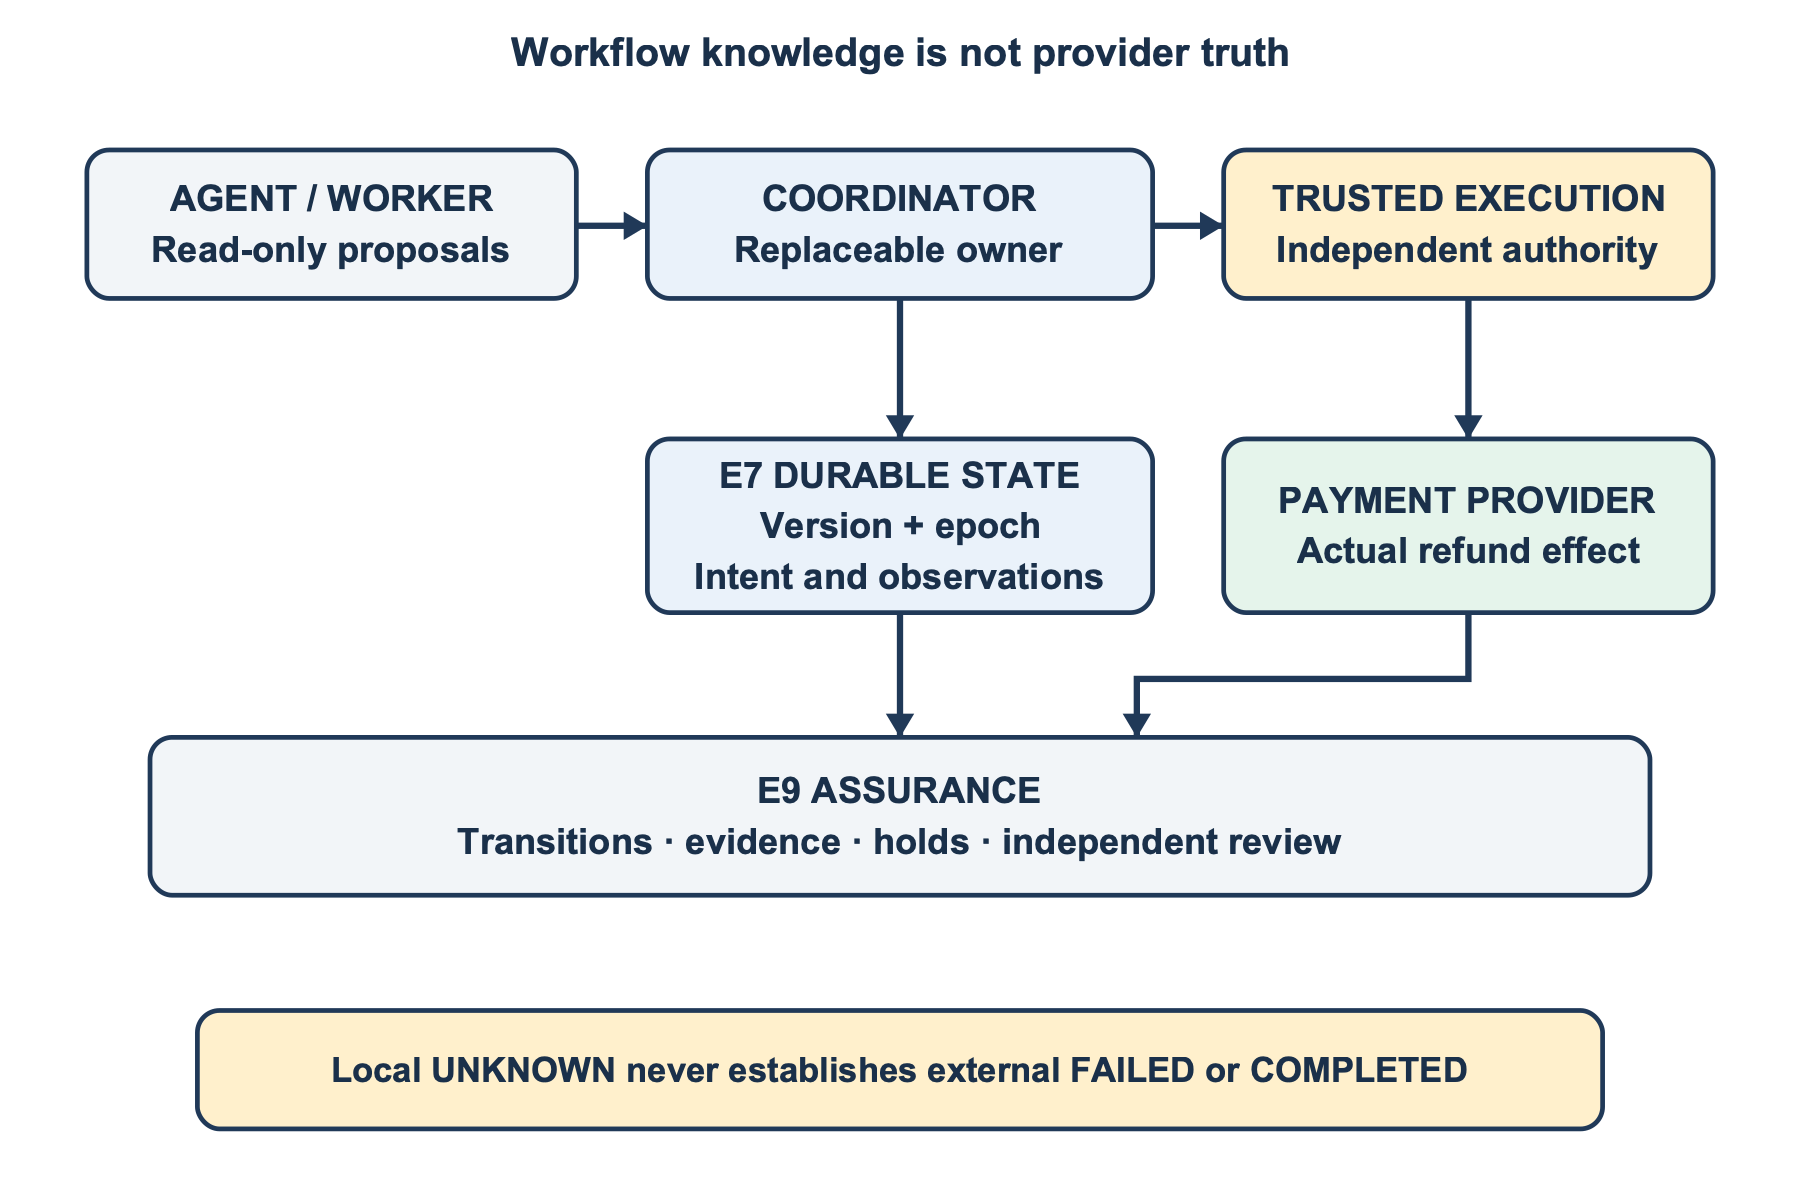 Workflow knowledge is not provider truth
AGENT / WORKER
Read-only proposals
COORDINATOR
Replaceable owner
TRUSTED EXECUTION
Independent authority
E7 DURABLE STATE
Version + epoch
Intent and observations
PAYMENT PROVIDER
Actual refund effect
E9 ASSURANCE
Transitions · evidence · holds · independent review
Local UNKNOWN never establishes external FAILED or COMPLETED